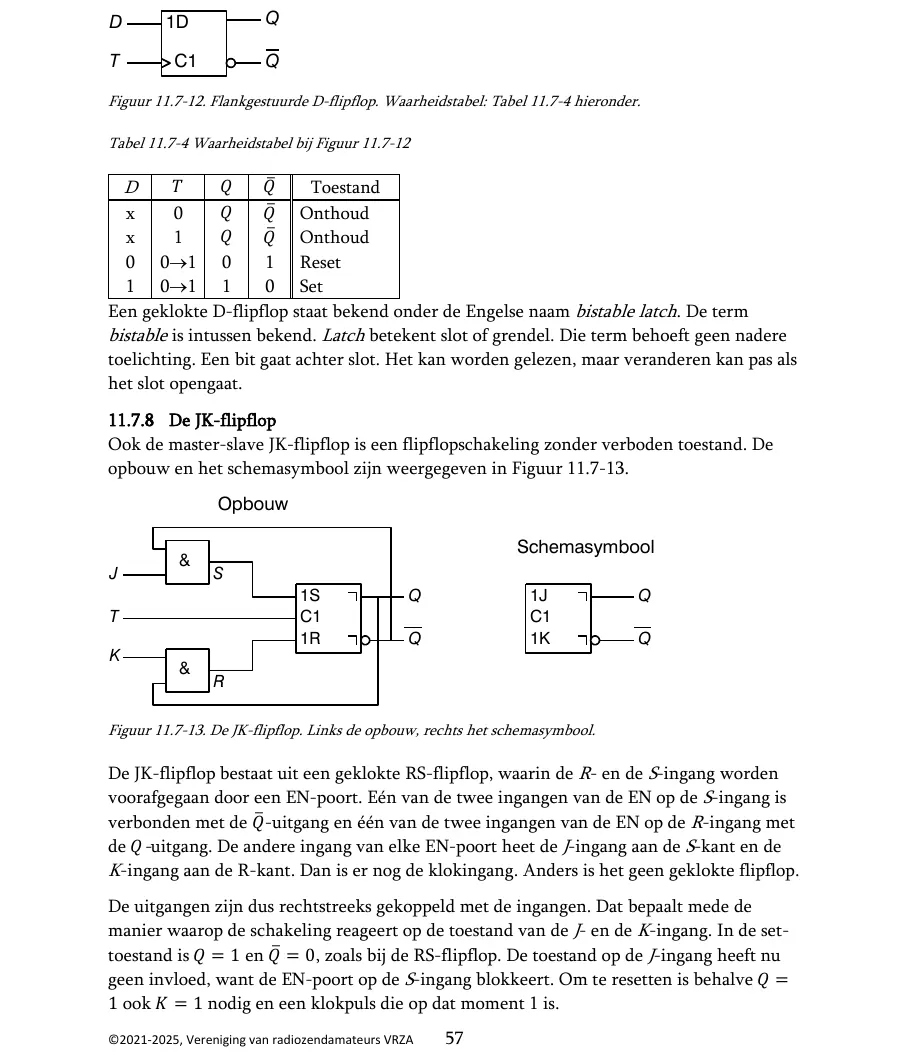 D 1D Q
T C1 Q̅
Figuur 11.7-12. Flankgestuurde D-flipflop. Waarheidstabel: Tabel 11.7-4 hieronder.
Tabel 11.7-4 Waarheidstabel bij Figuur 11.7-12
D T Q Q̅ Toestand
x 0 Q Q̅ Onthoud
x 1 Q Q̅ Onthoud
0 0→1 0 1 Reset
1 0→1 1 0 Set
Een geklokte D-flipflop staat bekend onder de Engelse naam bistable latch. De term
bistable is intussen bekend. Latch betekent slot of grendel. Die term behoeft geen nadere
toelichting. Een bit gaat achter slot. Het kan worden gelezen, maar veranderen kan pas als
het slot opengaat.
11.7.8 De JK-flipflop
Ook de master-slave JK-flipflop is een flipflopschakeling zonder verboden toestand. De
opbouw en het schemasymbool zijn weergegeven in Figuur 11.7-13.
Opbouw
Schemasymbool
&
J S
1S Q
T C1
1R Q̅
K
&
R
1J Q
C1
1K Q̅
Figuur 11.7-13. De JK-flipflop. Links de opbouw, rechts het schemasymbool.
De JK-flipflop bestaat uit een geklokte RS-flipflop, waarin de R- en de S-ingang worden
voorafgegaan door een EN-poort. Eén van de twee ingangen van de EN op de S-ingang is
verbonden met de Q̅-uitgang en één van de twee ingangen van de EN op de R-ingang met
de Q -uitgang. De andere ingang van elke EN-poort heet de J-ingang aan de S-kant en de
K-ingang aan de R-kant. Dan is er nog de klokingang. Anders is het geen geklokte flipflop.
De uitgangen zijn dus rechtstreeks gekoppeld met de ingangen. Dat bepaalt mede de
manier waarop de schakeling reageert op de toestand van de J- en de K-ingang. In de set-
toestand is Q = 1 en Q̅ = 0, zoals bij de RS-flipflop. De toestand op de J-ingang heeft nu
geen invloed, want de EN-poort op de S-ingang blokkeert. Om te resetten is behalve Q =
1 ook K = 1 nodig en een klokpuls die op dat moment 1 is.
©2021-2025, Vereniging van radiozendamateurs VRZA 57